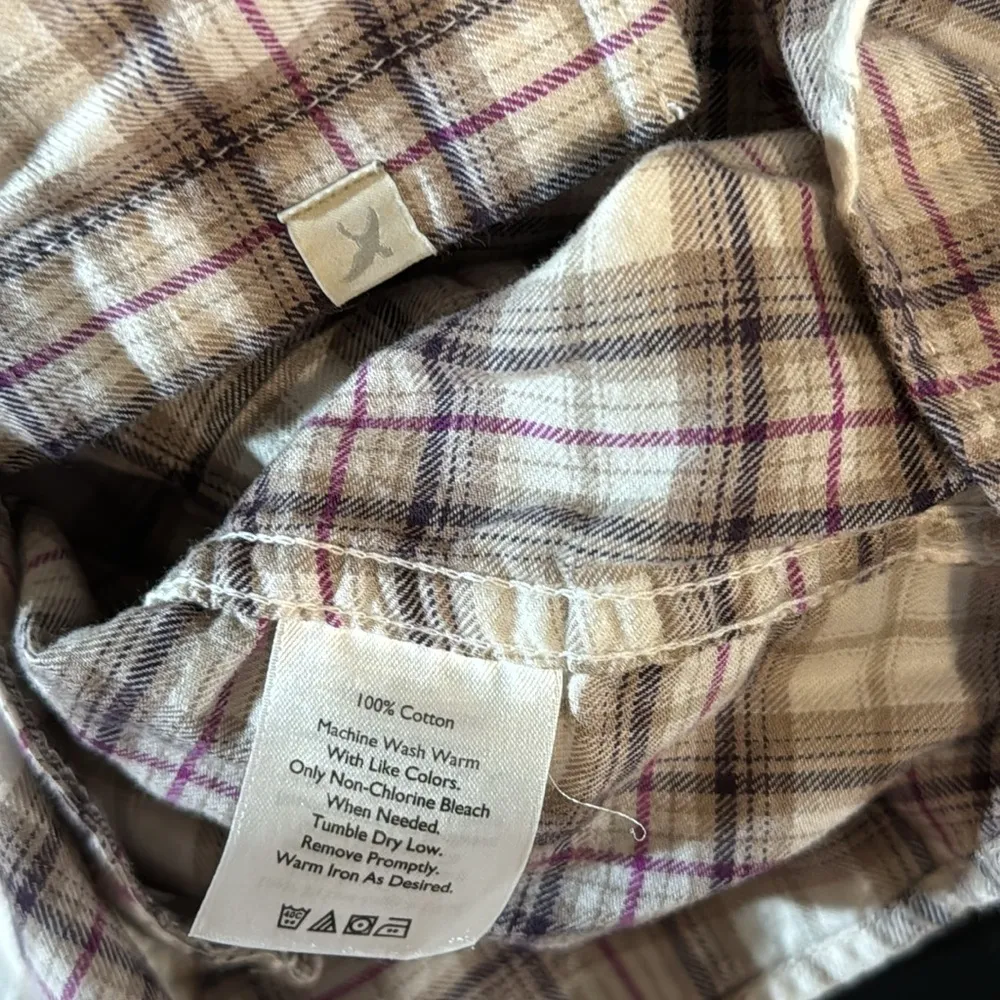 100% Cotton
Machine Wash Warm
With Like Colors.
Only Non-Chlorine Bleach
When Needed.
Tumble Dry Low.
Remove Promptly.
Warm Iron As Desired.
40C